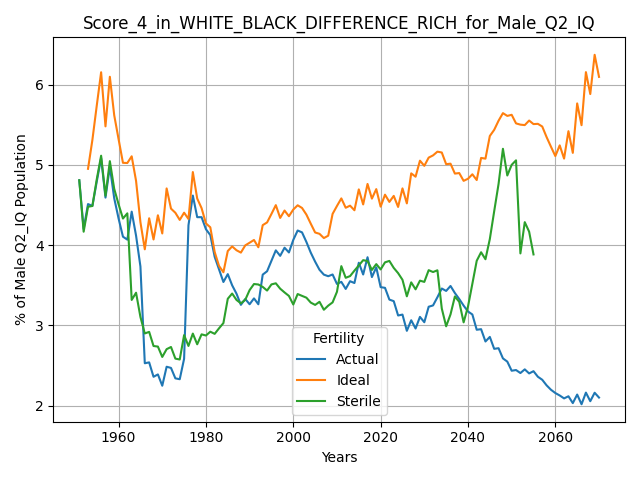 Score_4_in_WHITE_BLACK_DIFFERENCE_RICH_for_Male_Q2_IQ
% of Male Q2_IQ Population
6
5
4
3
2
Fertility
Actual
Ideal
Sterile
1960
1980
2000
2020
2040
2060
Years